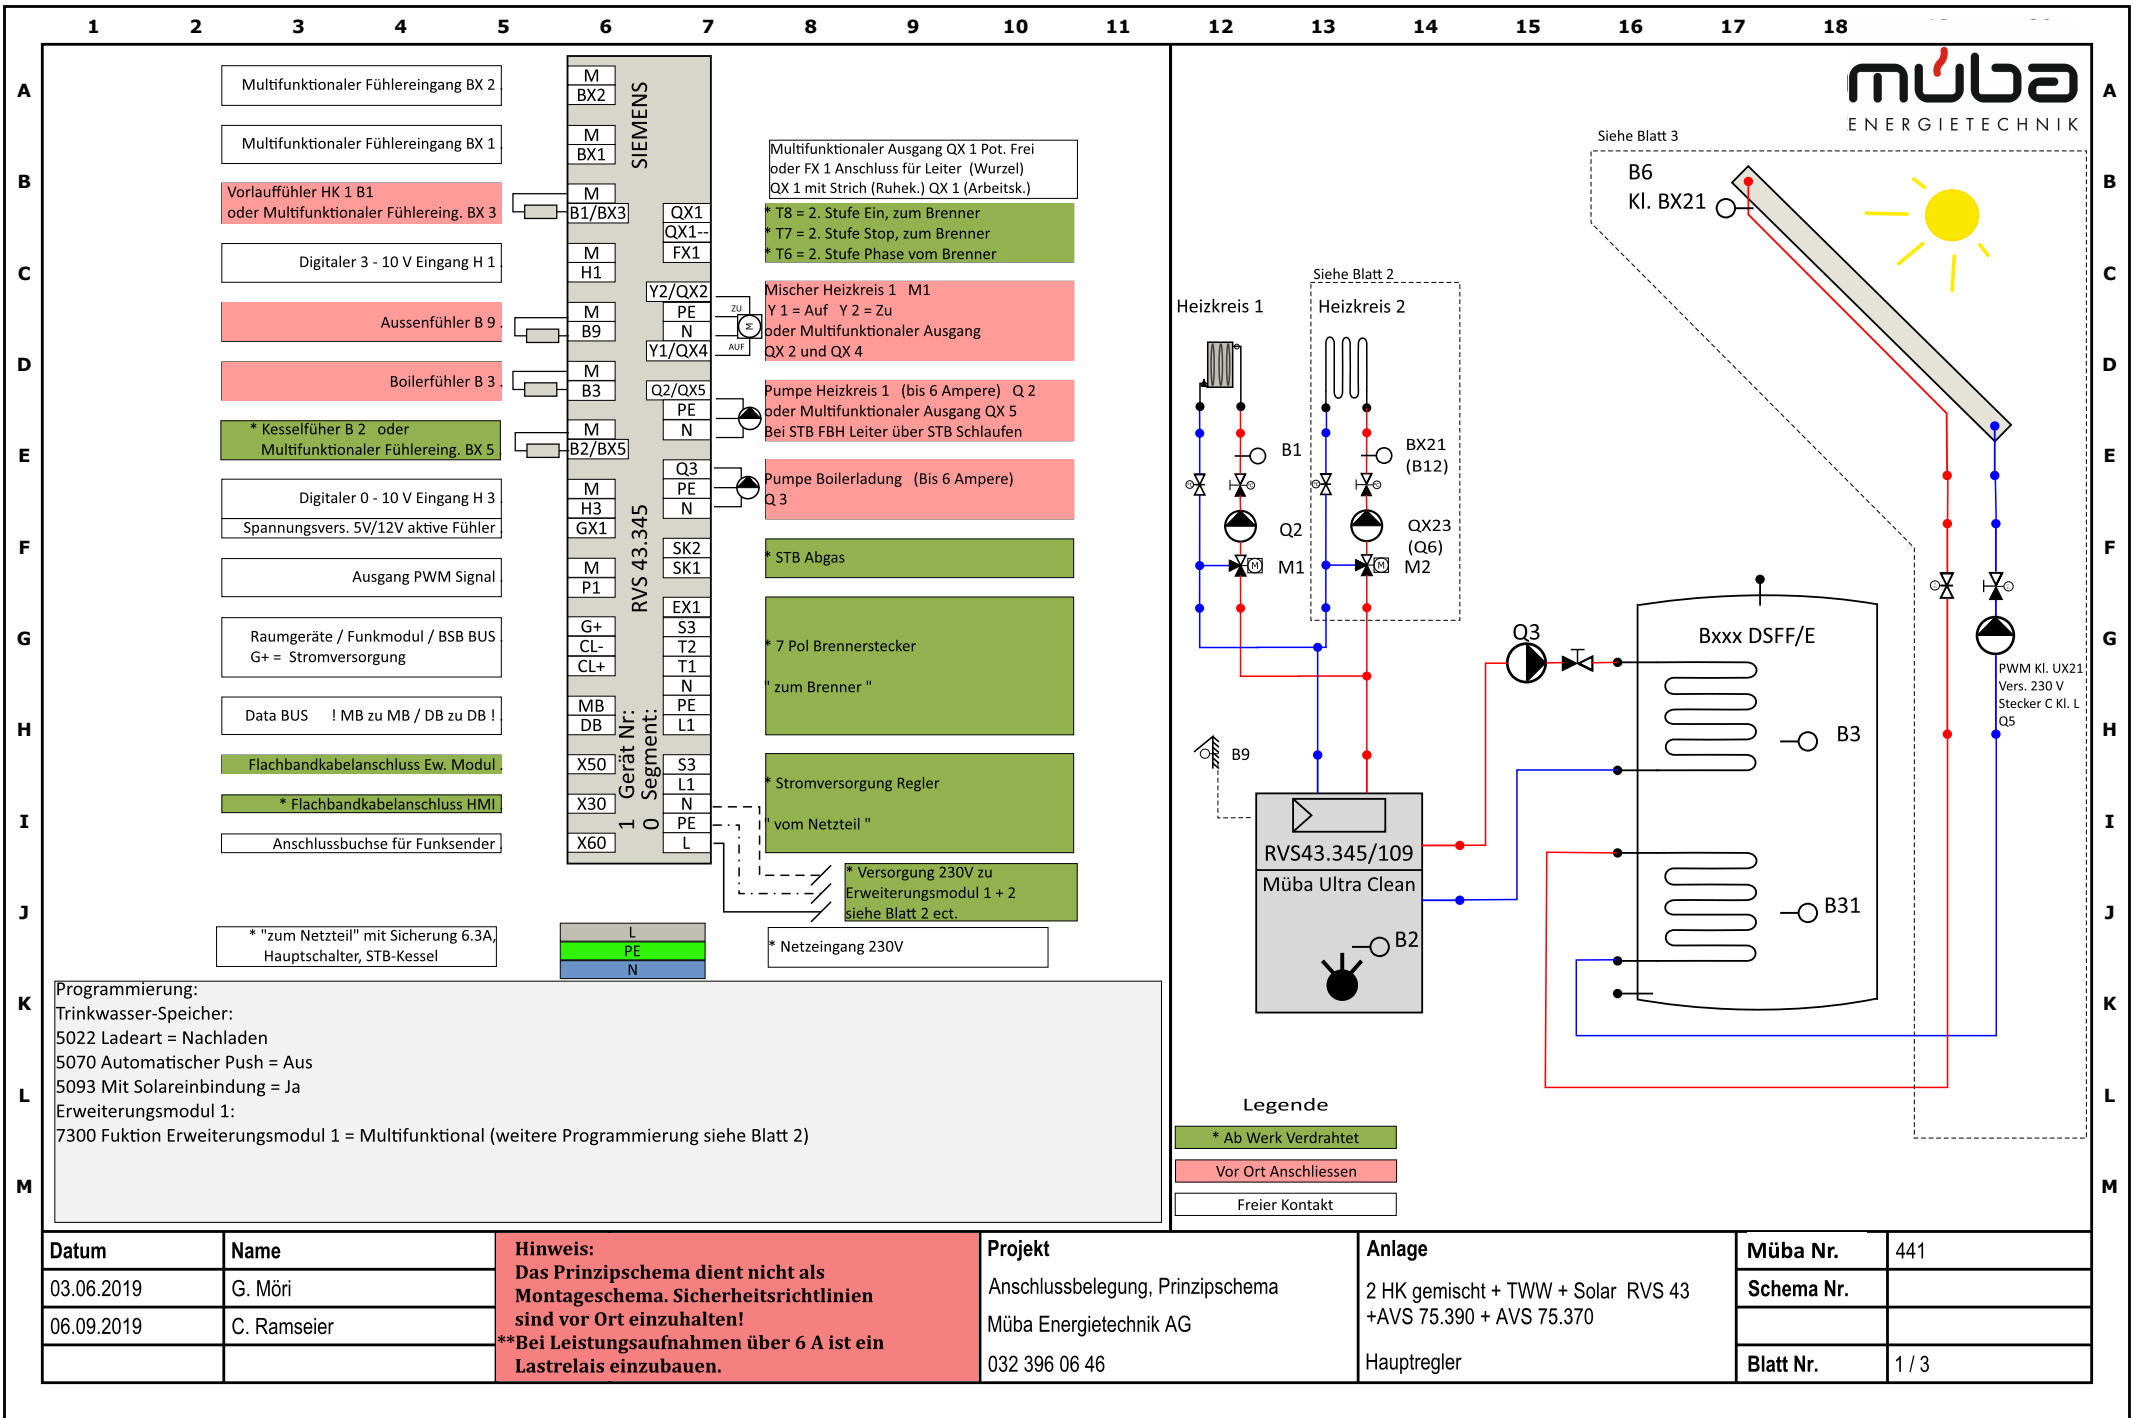 1 2 3 4 5 6 7 8 9 10 11 12 13 14 15 16 17 18
A
B
C
D
E
F
G
H
I
J
K
L
M
Multifunktionaler Fühlereingang BX 2 .
Multifunktionaler Fühlereingang BX 1 .
Vorlauffühler HK 1 B1
oder Multifunktionaler Fühlereing. BX 3
Digitaler 3 - 10 V Eingang H 1 .
Aussenfühler B 9 .
Boilerfühler B 3 .
* Kesselfüher B 2 oder
Multifunktionaler Fühlereing. BX 5 .
Digitaler 0 - 10 V Eingang H 3 .
Spannungsvers. 5V/12V aktive Fühler .
Ausgang PWM Signal .
Raumgeräte / Funkmodul / BSB BUS .
G+ = Stromversorgung
Data BUS ! MB zu MB / DB zu DB ! .
Flachbandkabelanschluss Ew. Modul .
* Flachbandkabelanschluss HMI .
Anschlussbuchse für Funksender .
* "zum Netzteil" mit Sicherung 6.3A,
Hauptschalter, STB-Kessel
M
BX2
M
BX1
M
B1/BX3
M
H1
M
B9
M
B3
M
B2/BX5
M
H3
GX1
M
P1
G+
CL-
CL+
MB
DB
X50
X30
X60
SIEMENS
RVS 43.345
Gerät Nr: 1
Segment: 0
QX1
QX1--
FX1
Y2/QX2
PE
N
Y1/QX4
Q2/QX5
PE
N
Q3
PE
N
SK2
SK1
EX1
S3
T2
T1
N
PE
L1
S3
L1
N
PE
L
ZU
M
AUF
L
PE
N
Multifunktionaler Ausgang QX 1 Pot. Frei
oder FX 1 Anschluss für Leiter (Wurzel)
QX 1 mit Strich (Ruhek.) QX 1 (Arbeitsk.)
* T8 = 2. Stufe Ein, zum Brenner
* T7 = 2. Stufe Stop, zum Brenner
* T6 = 2. Stufe Phase vom Brenner
Mischer Heizkreis 1 M1
Y 1 = Auf Y 2 = Zu
oder Multifunktionaler Ausgang
QX 2 und QX 4
Pumpe Heizkreis 1 (bis 6 Ampere) Q 2
oder Multifunktionaler Ausgang QX 5
Bei STB FBH Leiter über STB Schlaufen
Pumpe Boilerladung (Bis 6 Ampere)
Q 3
* STB Abgas
* 7 Pol Brennerstecker
" zum Brenner "
* Stromversorgung Regler
" vom Netzteil "
* Versorgung 230V zu
Erweiterungsmodul 1 + 2
siehe Blatt 2 ect.
* Netzeingang 230V
Programmierung:
Trinkwasser-Speicher:
5022 Ladeart = Nachladen
5070 Automatischer Push = Aus
5093 Mit Solareinbindung = Ja
Erweiterungsmodul 1:
7300 Fuktion Erweiterungsmodul 1 = Multifunktional (weitere Programmierung siehe Blatt 2)
müba
ENERGIETECHNIK
Siehe Blatt 3
B6
Kl. BX21
Siehe Blatt 2
Heizkreis 1
Heizkreis 2
B1
BX21
(B12)
Q2
QX23
(Q6)
M
M1
M
M2
B9
Q3
Bxxx DSFF/E
B3
B31
PWM Kl. UX21
Vers. 230 V
Stecker C Kl. L
Q5
RVS43.345/109
Müba Ultra Clean
B2
Legende
* Ab Werk Verdrahtet
Vor Ort Anschliessen
Freier Kontakt
A
B
C
D
E
F
G
H
I
J
K
L
M
Datum
Name
03.06.2019
G. Möri
06.09.2019
C. Ramseier
Hinweis:
Das Prinzipschema dient nicht als
Montageschema. Sicherheitsrichtlinien
sind vor Ort einzuhalten!
**Bei Leistungsaufnahmen über 6 A ist ein
Lastrelais einzubauen.
Projekt
Anschlussbelegung, Prinzipschema
Müba Energietechnik AG
032 396 06 46
Anlage
2 HK gemischt + TWW + Solar RVS 43
+AVS 75.390 + AVS 75.370
Hauptregler
Müba Nr.
441
Schema Nr.
Blatt Nr.
1 / 3